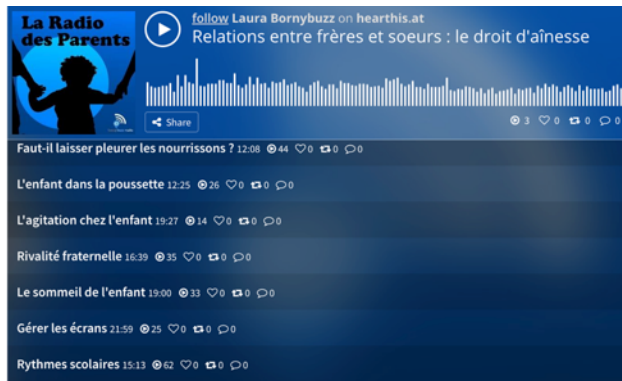 La Radio
des Parents
follow Laura Bornybuzz on hearthis.at
Relations entre frères et soeurs : le droit d'aînesse
Share
3 0 0 0
Faut-il laisser pleurer les nourrissons ? 12:08 44 0 0 0
L'enfant dans la poussette 12:25 26 0 0 0
L'agitation chez l'enfant 19:27 14 0 0 0
Rivalité fraternelle 16:39 35 0 0 0
Le sommeil de l'enfant 19:00 33 0 0 0
Gérer les écrans 21:59 25 0 0 0
Rythmes scolaires 15:13 62 0 0 0